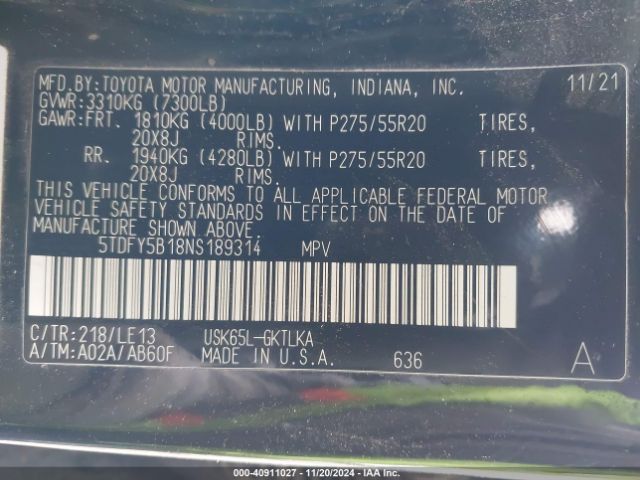 MFD.BY:TOYOTA MOTOR MANUFACTURING, INDIANA, INC. 11/21
GVWR:3310KG (7300LB)
GAWR:FRT. 1810KG (4000LB) WITH P275/55R20 TIRES,
20X8J RIMS.
RR. 1940KG (4280LB) WITH P275/55R20 TIRES,
20X8J RIMS.
THIS VEHICLE CONFORMS TO ALL APPLICABLE FEDERAL MOTOR
VEHICLE SAFETY STANDARDS IN EFFECT ON THE DATE OF
MANUFACTURE SHOWN ABOVE.
5TDFY5B18NS189314 MPV
C/TR:218/LE13 USK65L-GKTLKA
A/TM:A02A/AB60F MADE IN U.S.A. 636 A
000-40911027 - 11/20/2024 - IAA Inc.